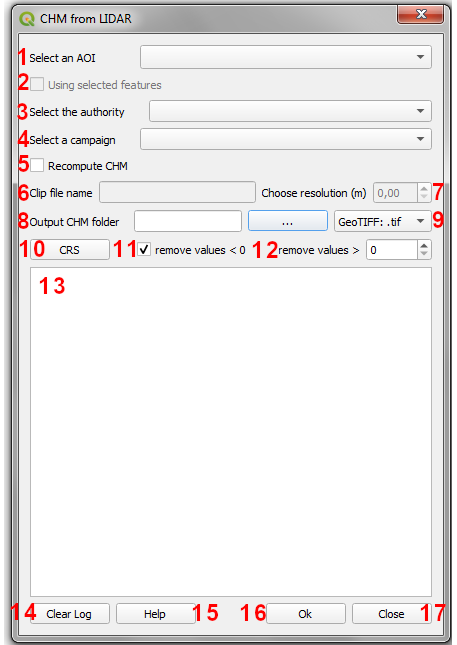 CHM from LIDAR
1 Select an AOI
2 Using selected features
3 Select the authority
4 Select a campaign
5 Recompute CHM
6 Clip file name Choose resolution (m) 0,00 7
8 Output CHM folder ... GeoTIFF: .tif 9
10 CRS 11 remove values < 0 12 remove values > 0
13
14 Clear Log Help 15 16 Ok Close 17